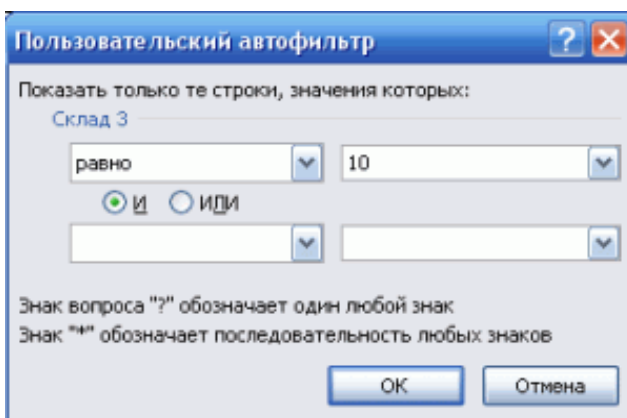 Пользовательский автофильтр
Показать только те строки, значения которых:
Склад 3
равно 10
И ИЛИ
Знак вопроса "?" обозначает один любой знак
Знак "*" обозначает последовательность любых знаков
ОК Отмена